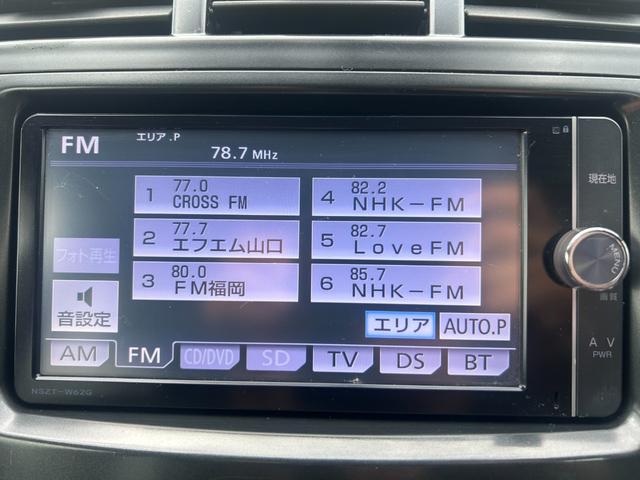 FM エリア.P
78.7 MHz
1 77.0 CROSS FM
2 77.7 エフエム山口
3 80.0 FM福岡
4 82.2 NHK-FM
5 82.7 LoveFM
6 85.7 NHK-FM
フォト再生
音設定
エリア AUTO.P
AM FM CD/DVD SD TV DS BT
NSZT-W62G
現在地
MENU
画質
A V
PWR